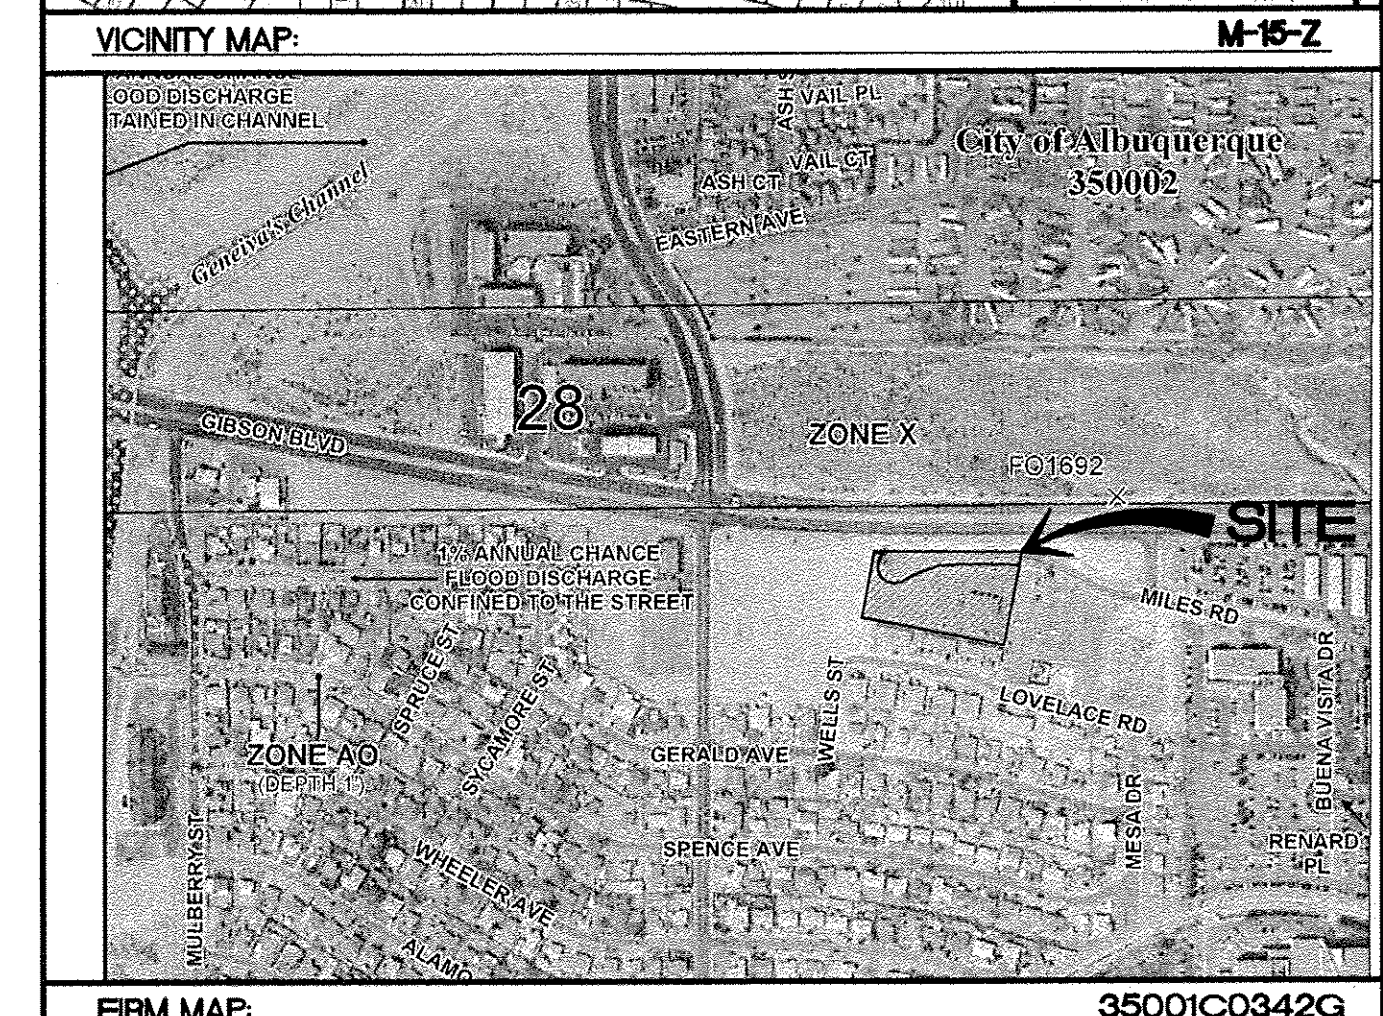 VICINITY MAP: M-15-Z
ANNUAL CHANCE
LOOD DISCHARGE
TAINED IN CHANNEL
Geneiva's Channel
ASH S
VAIL PL
VAIL CT
ASH CT
EASTERN AVE
City of Albuquerque
350002
28
GIBSON BLVD
ZONE X
FO1692
SITE
1% ANNUAL CHANCE
FLOOD DISCHARGE
CONFINED TO THE STREET
MILES RD
SPRUCE ST
SYCAMORE ST
WELLS ST
LOVELACE RD
BUENA VISTA DR
ZONE AO
(DEPTH 1')
GERALD AVE
MESA DR
MULBERRY ST
SPENCE AVE
RENARD
PL
WHEELER AVE
ALAMO
FIRM MAP: 35001C0342G